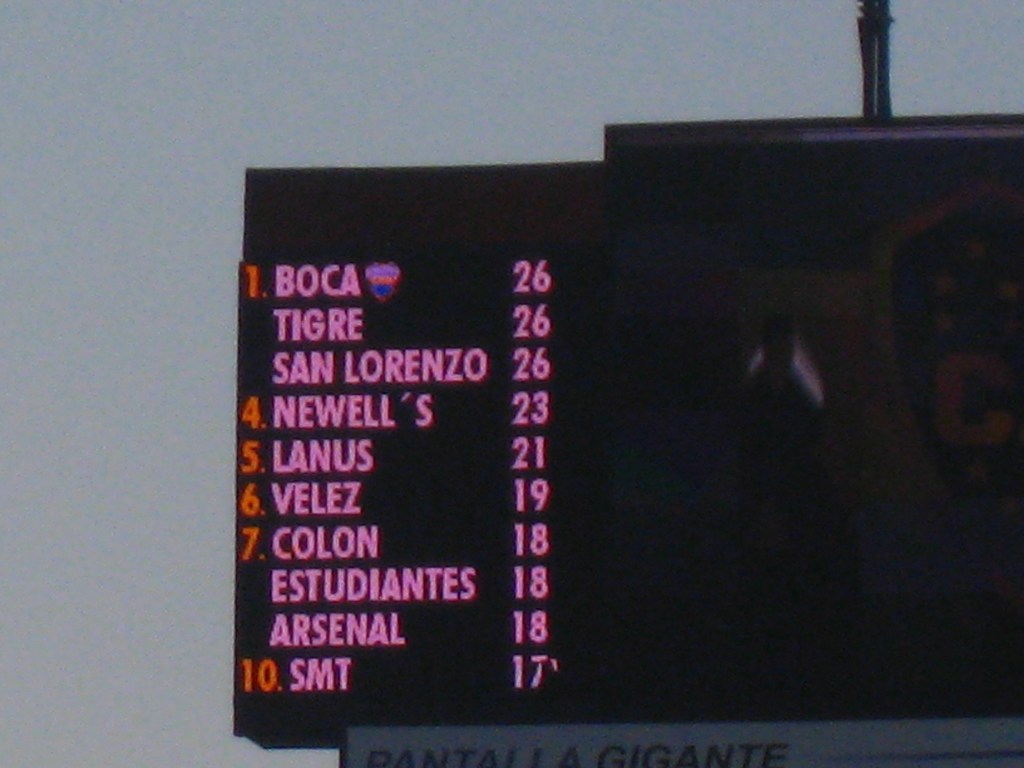 1. BOCA 26
TIGRE 26
SAN LORENZO 26
4. NEWELL´S 23
5. LANUS 21
6. VELEZ 19
7. COLON 18
ESTUDIANTES 18
ARSENAL 18
10. SMT 17
C
PANTALLA GIGANTE